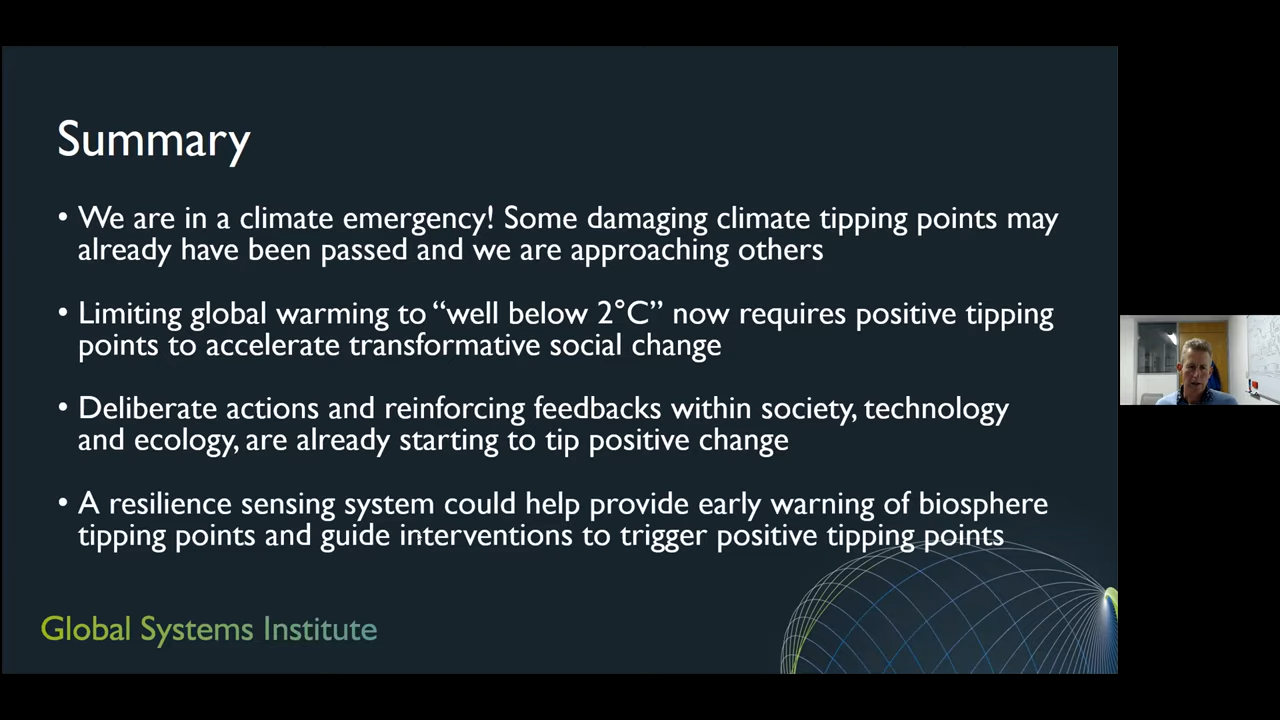 Summary
• We are in a climate emergency! Some damaging climate tipping points may
already have been passed and we are approaching others
• Limiting global warming to “well below 2°C” now requires positive tipping
points to accelerate transformative social change
• Deliberate actions and reinforcing feedbacks within society, technology
and ecology, are already starting to tip positive change
• A resilience sensing system could help provide early warning of biosphere
tipping points and guide interventions to trigger positive tipping points
Global Systems Institute